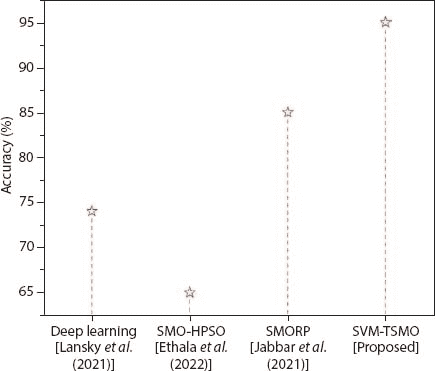 Accuracy (%)
95
90
85
80
75
70
65
Deep learning
[Lansky et al.
(2021)]
SMO-HPSO
[Ethala et al.
(2022)]
SMORP
[Jabbar et al.
(2021)]
SVM-TSMO
[Proposed]